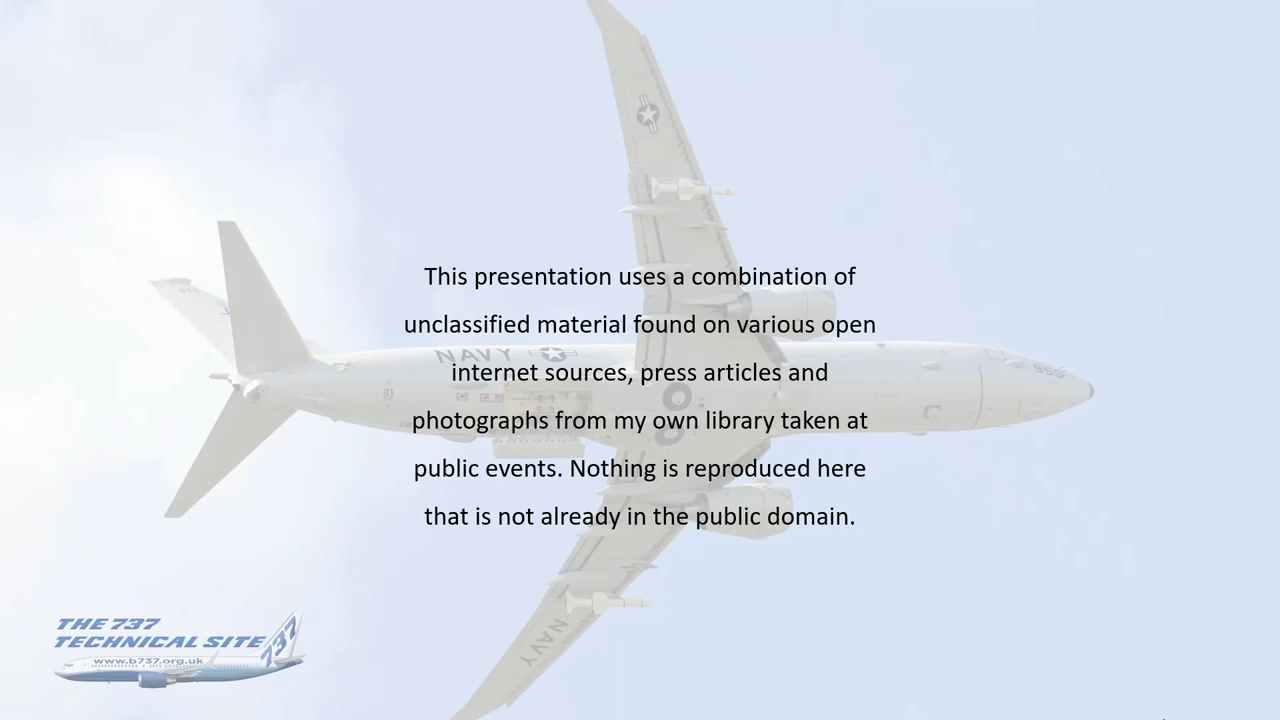 NAVY
This presentation uses a combination of
unclassified material found on various open
internet sources, press articles and
photographs from my own library taken at
public events. Nothing is reproduced here
that is not already in the public domain.
NAVY
THE 737
TECHNICAL SITE
737
www.b737.org.uk